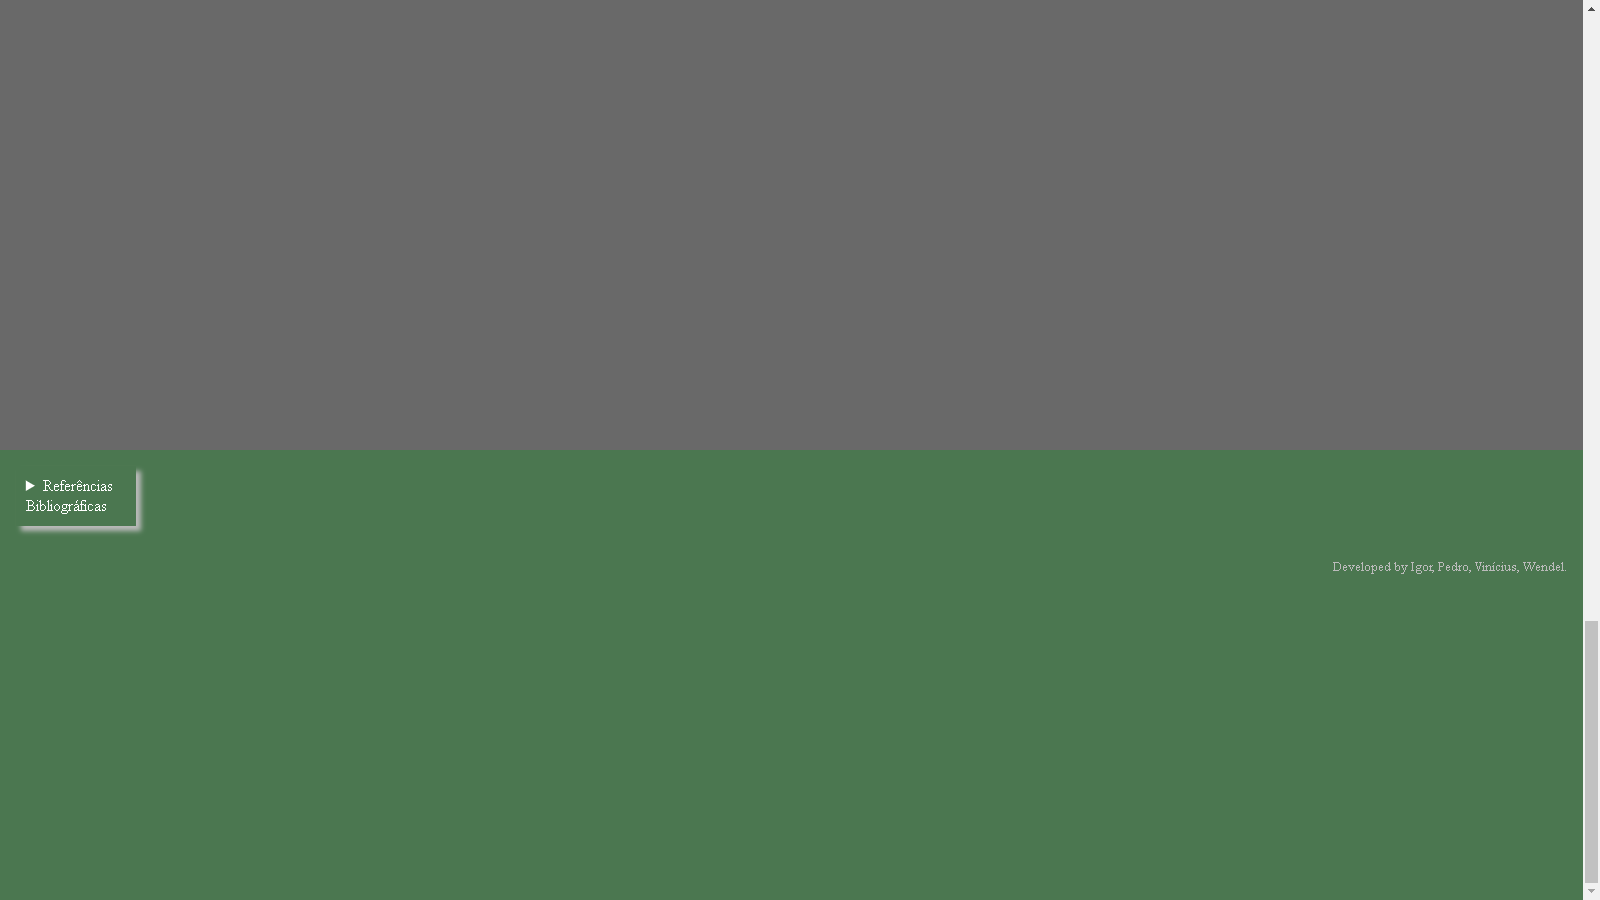 Referências
Bibliográficas
Developed by Igor, Pedro, Vinícius, Wendel.